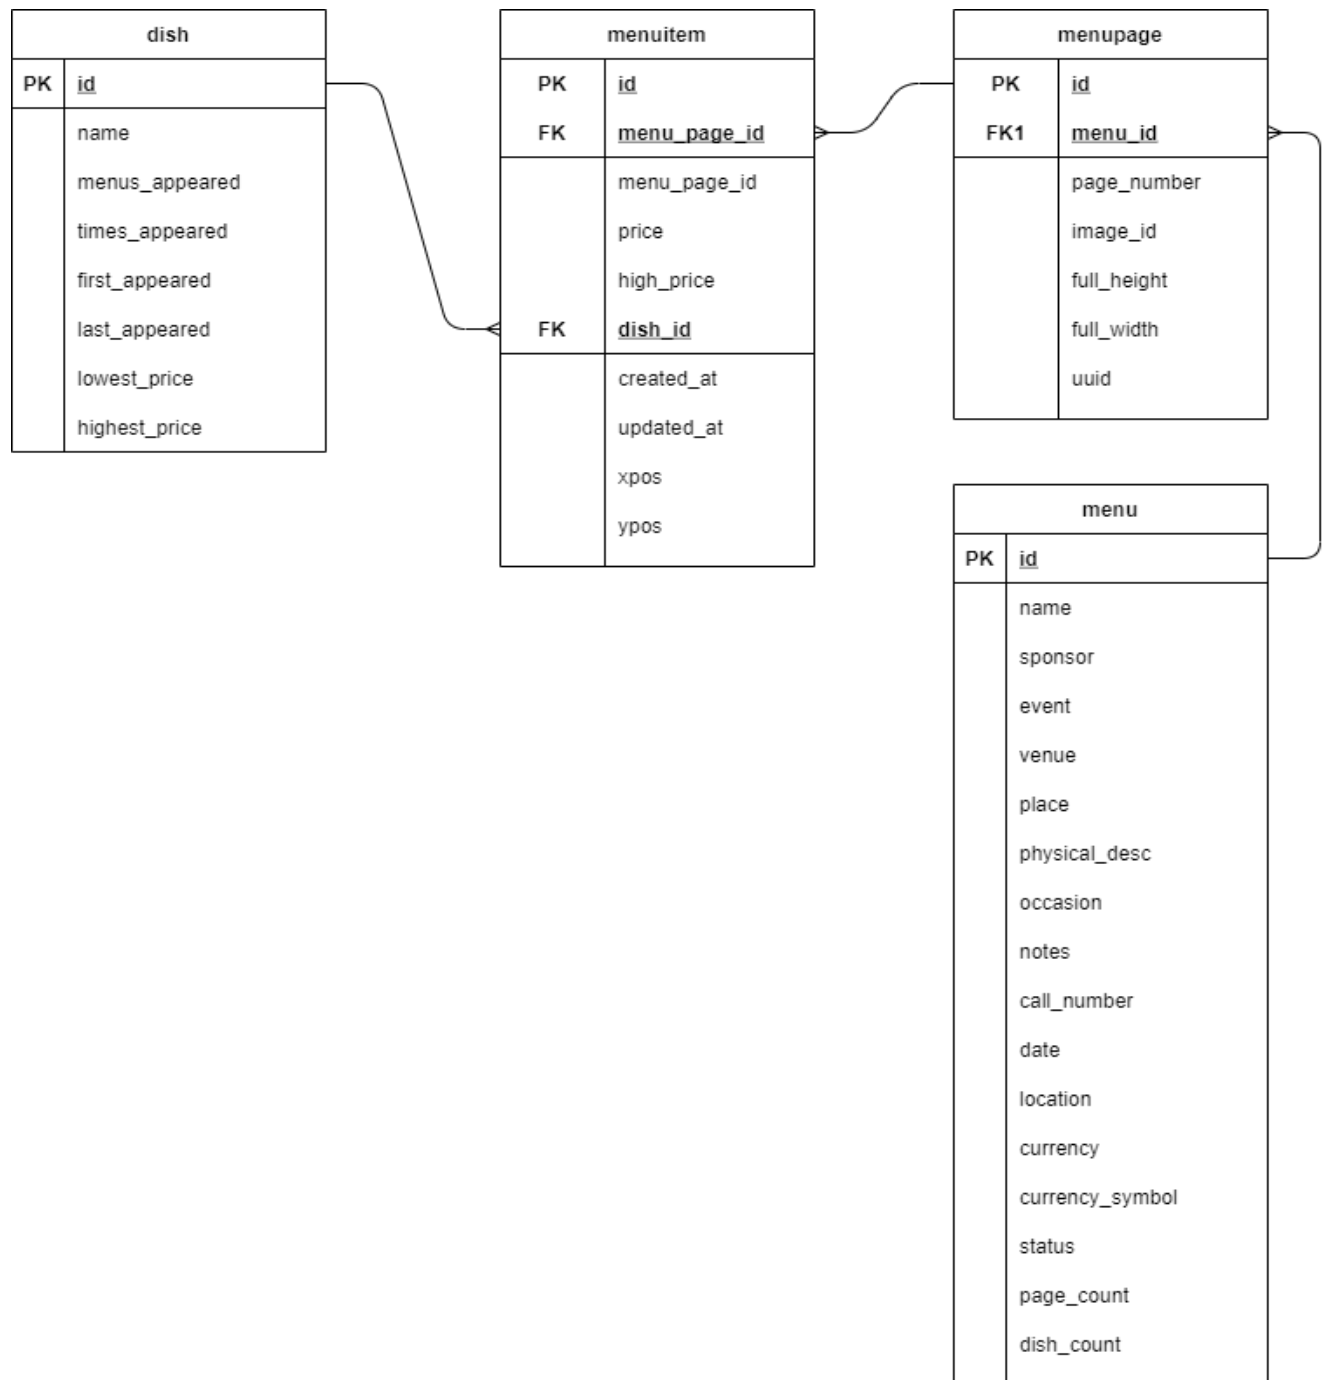 dish
PK id
name
menus_appeared
times_appeared
first_appeared
last_appeared
lowest_price
highest_price
menuitem
PK id
FK menu_page_id
menu_page_id
price
high_price
FK dish_id
created_at
updated_at
xpos
ypos
menupage
PK id
FK1 menu_id
page_number
image_id
full_height
full_width
uuid
menu
PK id
name
sponsor
event
venue
place
physical_desc
occasion
notes
call_number
date
location
currency
currency_symbol
status
page_count
dish_count